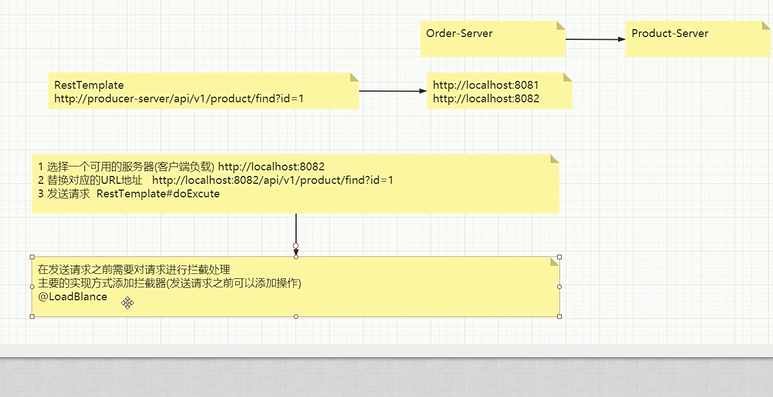 Order-Server
Product-Server
RestTemplate
http://producer-server/api/v1/product/find?id=1
http://localhost:8081
http://localhost:8082
1 选择一个可用的服务器(客户端负载) http://localhost:8082
2 替换对应的URL地址 http://localhost:8082/api/v1/product/find?id=1
3 发送请求 RestTemplate#doExcute
在发送请求之前需要对请求进行拦截处理
主要的实现方式添加拦截器(发送请求之前可以添加操作)
@LoadBlance